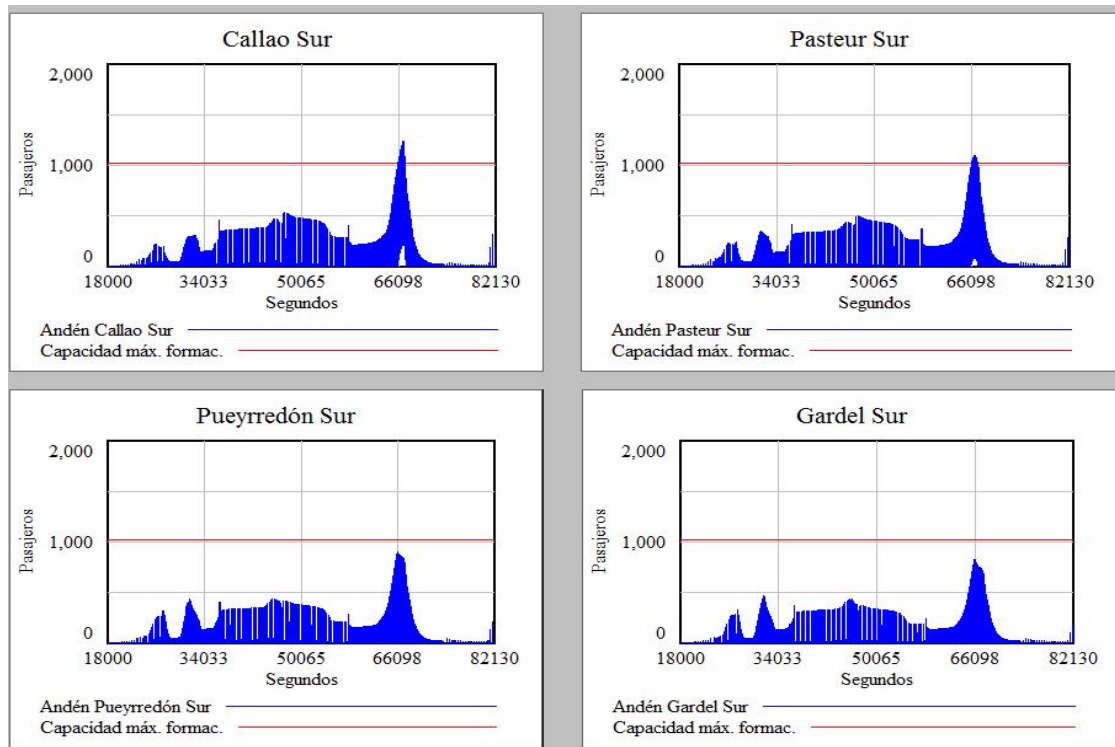 Callao Sur
2,000
1,000
0
Pasajeros
18000 34033 50065 66098 82130
Segundos
Andén Callao Sur
Capacidad máx. formac.
Pasteur Sur
2,000
1,000
0
Pasajeros
18000 34033 50065 66098 82130
Segundos
Andén Pasteur Sur
Capacidad máx. formac.
Pueyrredón Sur
2,000
1,000
0
Pasajeros
18000 34033 50065 66098 82130
Segundos
Andén Pueyrredón Sur
Capacidad máx. formac.
Gardel Sur
2,000
1,000
0
Pasajeros
18000 34033 50065 66098 82130
Segundos
Andén Gardel Sur
Capacidad máx. formac.